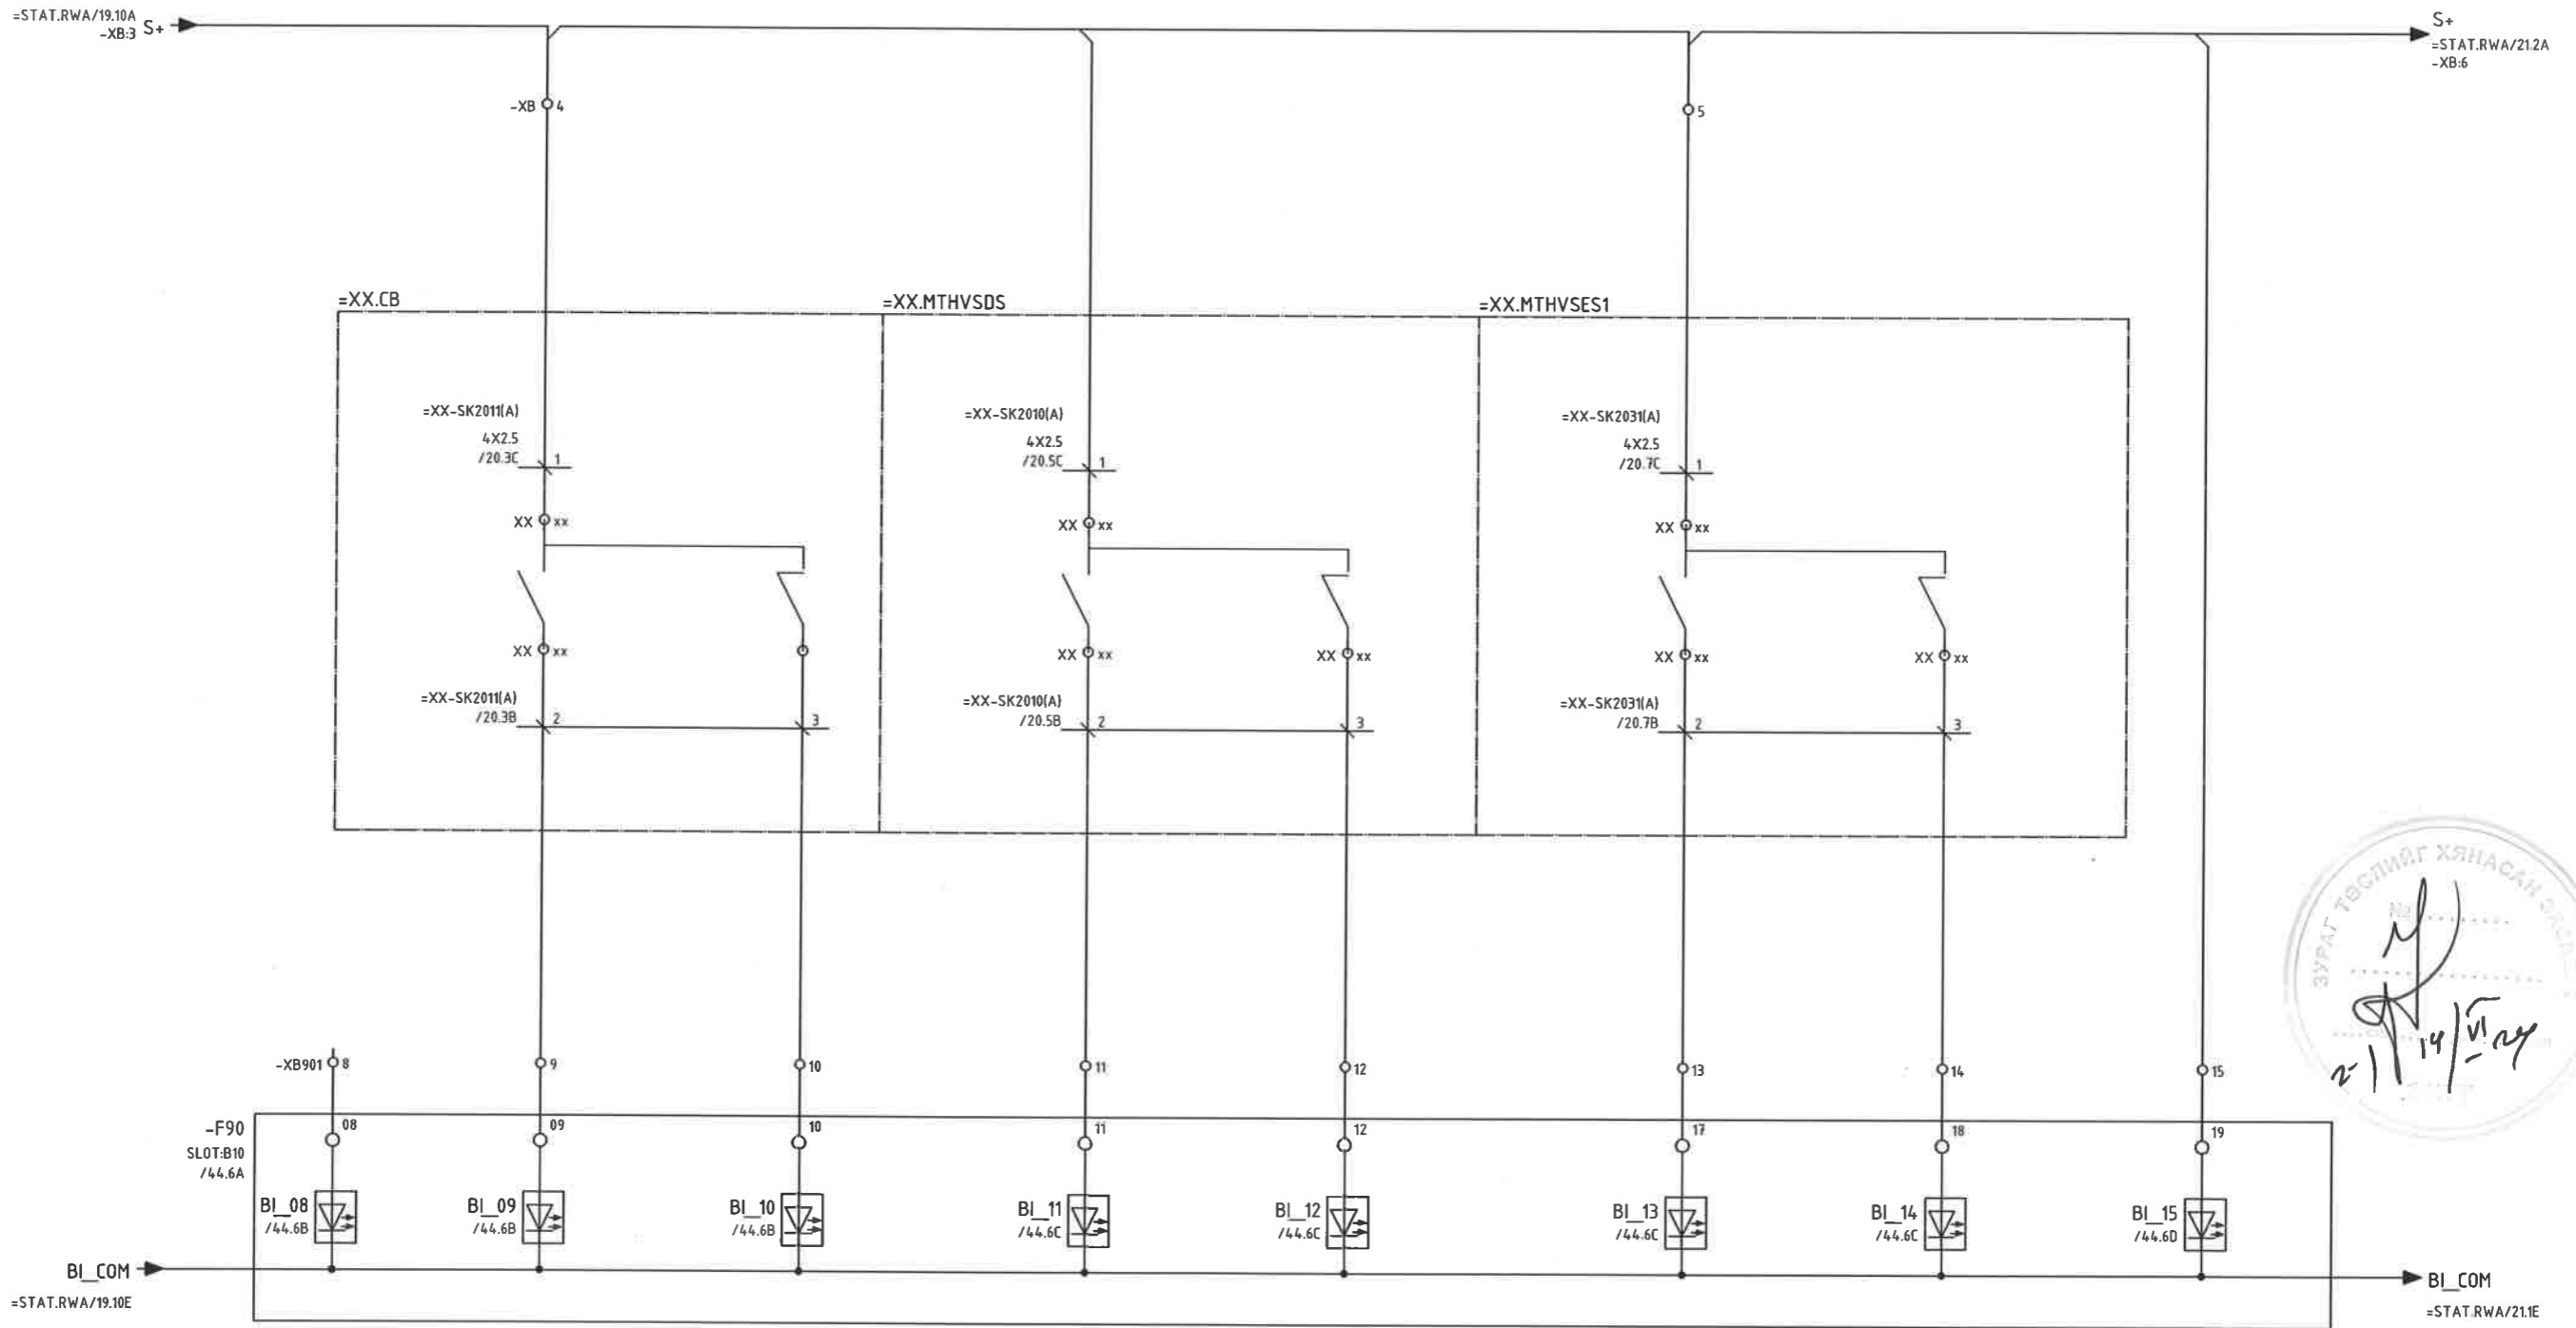 =STAT.RWA/19.10A
-XB:3 S+
S+
=STAT.RWA/21.2A
-XB:6
-XB 4
5
=XX.CB
=XX.MTHVSDS
=XX.MTHVSES1
=XX-SK2011(A)
4X2.5
/20.3C 1
=XX-SK2010(A)
4X2.5
/20.5C 1
=XX-SK2031(A)
4X2.5
/20.7C 1
XX xx
XX xx
XX xx
XX xx
XX xx
XX xx
XX xx
XX xx
=XX-SK2011(A)
/20.3B 2 3
=XX-SK2010(A)
/20.5B 2 3
=XX-SK2031(A)
/20.7B 2 3
ЗУРАГ ТӨСЛИЙГ ХЯНАСАН
№
14/VI
-XB901 8 9 10 11 12 13 14 15
-F90
SLOT:B10
/44.6A
08 09 10 11 12 17 18 19
BI_08
/44.6B
BI_09
/44.6B
BI_10
/44.6B
BI_11
/44.6C
BI_12
/44.6C
BI_13
/44.6C
BI_14
/44.6C
BI_15
/44.6D
BI_COM
=STAT.RWA/19.10E
BI_COM
=STAT.RWA/21.1E